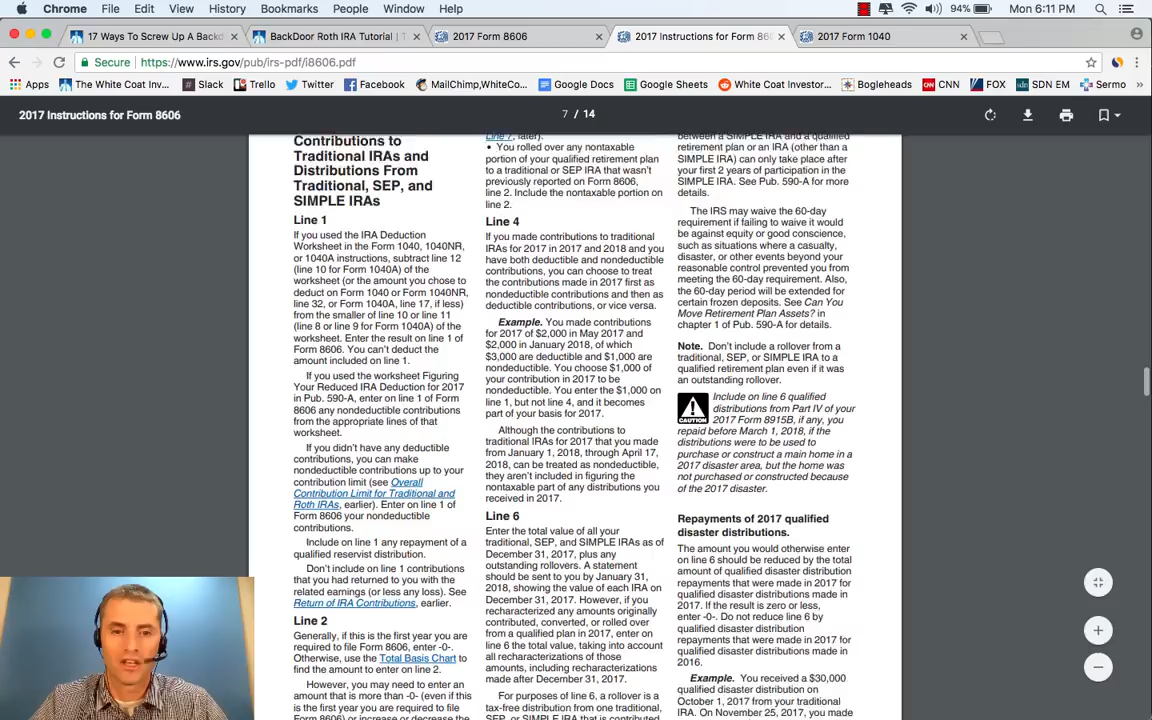 Chrome File Edit View History Bookmarks People Window Help 94% Mon 6:11 PM
17 Ways To Screw Up A Backd
BackDoor Roth IRA Tutorial | T
2017 Form 8606
2017 Instructions for Form 86
2017 Form 1040
Secure https://www.irs.gov/pub/irs-pdf/i8606.pdf
Apps The White Coat Inv... Slack Trello Twitter Facebook MailChimp,WhiteCo... Google Docs Google Sheets White Coat Investor... Bogleheads CNN FOX SDN EM Sermo »
2017 Instructions for Form 8606
7 / 14
Contributions to
Traditional IRAs and
Distributions From
Traditional, SEP, and
SIMPLE IRAs
Line 1
If you used the IRA Deduction
Worksheet in the Form 1040, 1040NR,
or 1040A instructions, subtract line 12
(line 10 for Form 1040A) of the
worksheet (or the amount you chose to
deduct on Form 1040 or Form 1040NR,
line 32, or Form 1040A, line 17, if less)
from the smaller of line 10 or line 11
(line 8 or line 9 for Form 1040A) of the
worksheet. Enter the result on line 1 of
Form 8606. You can't deduct the
amount included on line 1.
If you used the worksheet Figuring
Your Reduced IRA Deduction for 2017
in Pub. 590-A, enter on line 1 of Form
8606 any nondeductible contributions
from the appropriate lines of that
worksheet.
If you didn't have any deductible
contributions, you can make
nondeductible contributions up to your
contribution limit (see Overall
Contribution Limit for Traditional and
Roth IRAs, earlier). Enter on line 1 of
Form 8606 your nondeductible
contributions.
Include on line 1 any repayment of a
qualified reservist distribution.
Don't include on line 1 contributions
that you had returned to you with the
related earnings (or less any loss). See
Return of IRA Contributions, earlier.
Line 2
Generally, if this is the first year you are
required to file Form 8606, enter -0-.
Otherwise, use the Total Basis Chart to
find the amount to enter on line 2.
However, you may need to enter an
amount that is more than -0- (even if this
is the first year you are required to file
Form 8606) or increase or decrease the
Line 7, later).
• You rolled over any nontaxable
portion of your qualified retirement plan
to a traditional or SEP IRA that wasn't
previously reported on Form 8606,
line 2. Include the nontaxable portion on
line 2.
Line 4
If you made contributions to traditional
IRAs for 2017 in 2017 and 2018 and you
have both deductible and nondeductible
contributions, you can choose to treat
the contributions made in 2017 first as
nondeductible contributions and then as
deductible contributions, or vice versa.
Example. You made contributions
for 2017 of $2,000 in May 2017 and
$2,000 in January 2018, of which
$3,000 are deductible and $1,000 are
nondeductible. You choose $1,000 of
your contribution in 2017 to be
nondeductible. You enter the $1,000 on
line 1, but not line 4, and it becomes
part of your basis for 2017.
Although the contributions to
traditional IRAs for 2017 that you made
from January 1, 2018, through April 17,
2018, can be treated as nondeductible,
they aren't included in figuring the
nontaxable part of any distributions you
received in 2017.
Line 6
Enter the total value of all your
traditional, SEP, and SIMPLE IRAs as of
December 31, 2017, plus any
outstanding rollovers. A statement
should be sent to you by January 31,
2018, showing the value of each IRA on
December 31, 2017. However, if you
recharacterized any amounts originally
contributed, converted, or rolled over
from a qualified plan in 2017, enter on
line 6 the total value, taking into account
all recharacterizations of those
amounts, including recharacterizations
made after December 31, 2017.
For purposes of line 6, a rollover is a
tax-free distribution from one traditional,
SEP, or SIMPLE IRA that is contributed
between a SIMPLE IRA and a qualified
retirement plan or an IRA (other than a
SIMPLE IRA) can only take place after
your first 2 years of participation in the
SIMPLE IRA. See Pub. 590-A for more
details.
The IRS may waive the 60-day
requirement if failing to waive it would
be against equity or good conscience,
such as situations where a casualty,
disaster, or other events beyond your
reasonable control prevented you from
meeting the 60-day requirement. Also,
the 60-day period will be extended for
certain frozen deposits. See Can You
Move Retirement Plan Assets? in
chapter 1 of Pub. 590-A for details.
Note. Don't include a rollover from a
traditional, SEP, or SIMPLE IRA to a
qualified retirement plan even if it was
an outstanding rollover.
CAUTION
Include on line 6 qualified
distributions from Part IV of your
2017 Form 8915B, if any, you
repaid before March 1, 2018, if the
distributions were to be used to
purchase or construct a main home in a
2017 disaster area, but the home was
not purchased or constructed because
of the 2017 disaster.
Repayments of 2017 qualified
disaster distributions.
The amount you would otherwise enter
on line 6 should be reduced by the total
amount of qualified disaster distribution
repayments that were made in 2017 for
qualified disaster distributions made in
2017. If the result is zero or less,
enter -0-. Do not reduce line 6 by
qualified disaster distribution
repayments that were made in 2017 for
qualified disaster distributions made in
2016.
Example. You received a $30,000
qualified disaster distribution on
October 1, 2017 from your traditional
IRA. On November 25, 2017, you made